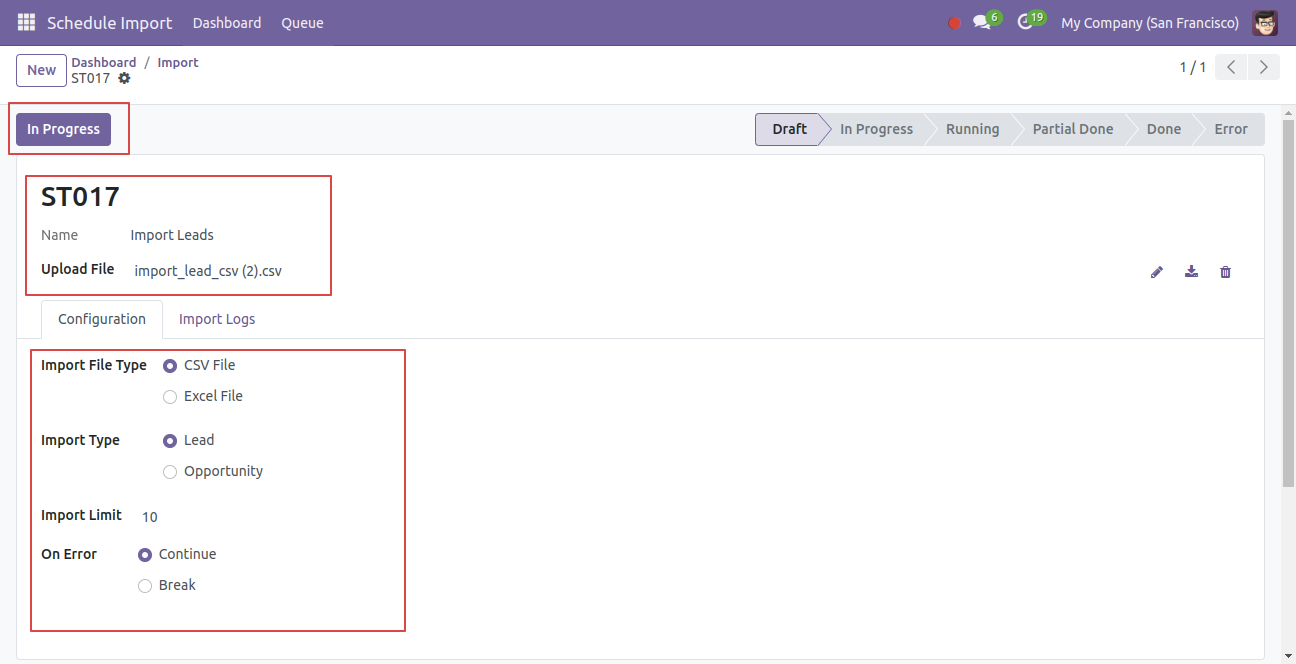 Schedule Import Dashboard Queue 6 19 My Company (San Francisco)
New Dashboard / Import 1 / 1
ST017
In Progress Draft In Progress Running Partial Done Done Error
ST017
Name Import Leads
Upload File import_lead_csv (2).csv
Configuration Import Logs
Import File Type CSV File
Excel File
Import Type Lead
Opportunity
Import Limit 10
On Error Continue
Break